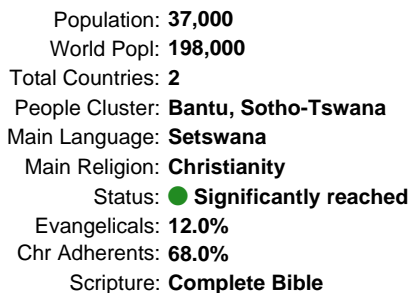 Population: 37,000
World Popl: 198,000
Total Countries: 2
People Cluster: Bantu, Sotho-Tswana
Main Language: Setswana
Main Religion: Christianity
Status: Significantly reached
Evangelicals: 12.0%
Chr Adherents: 68.0%
Scripture: Complete Bible